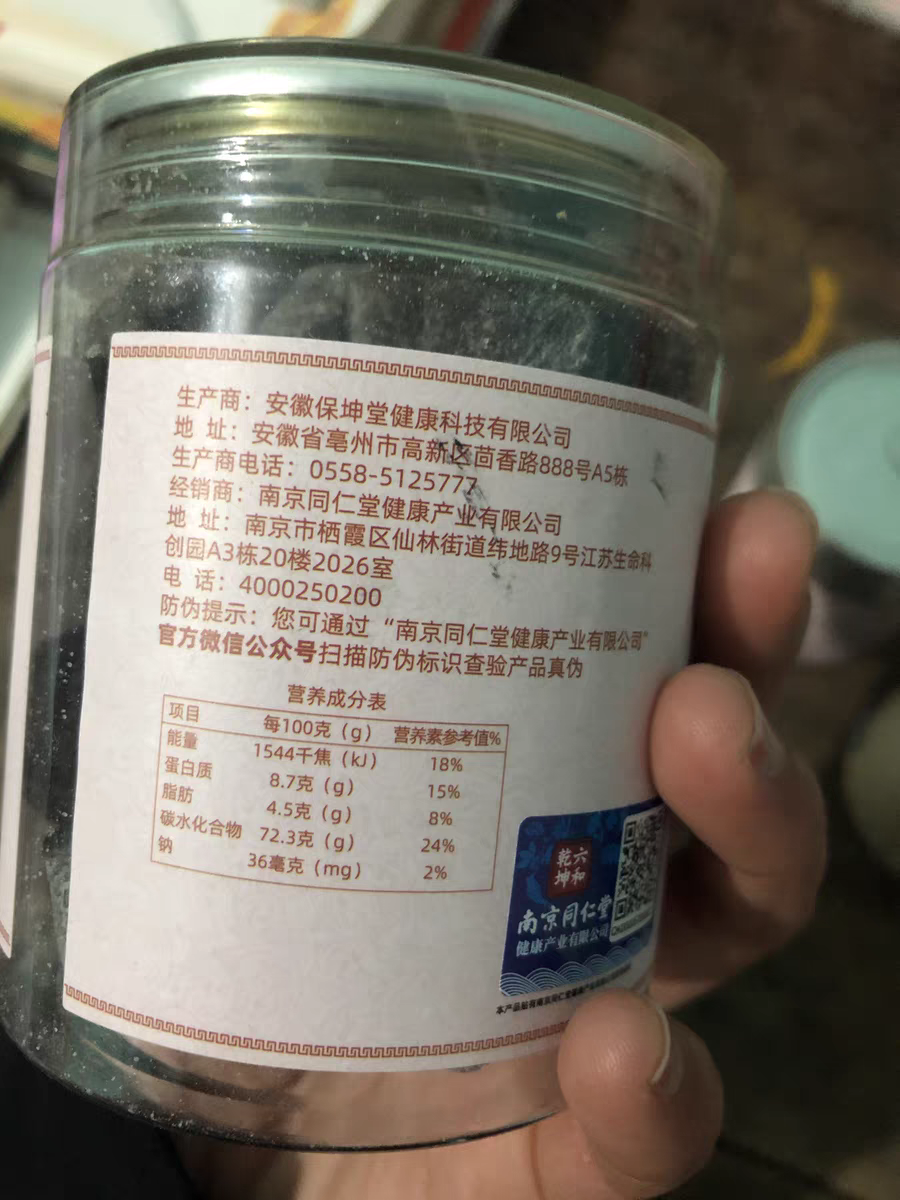 生产商：安徽保坤堂健康科技有限公司
地 址：安徽省亳州市高新区茴香路888号A5栋
生产商电话：0558-5125777
经销商：南京同仁堂健康产业有限公司
地 址：南京市栖霞区仙林街道纬地路9号江苏生命科
创园A3栋20楼2026室
电 话：4000250200
防伪提示：您可通过“南京同仁堂健康产业有限公司”
官方微信公众号扫描防伪标识查验产品真伪
营养成分表
项目 每100克（g） 营养素参考值%
能量 1544千焦（kJ） 18%
蛋白质 8.7克（g） 15%
脂肪 4.5克（g） 8%
碳水化合物 72.3克（g） 24%
钠 36毫克（mg） 2%
乾六
坤和
南京同仁堂
健康产业有限公司